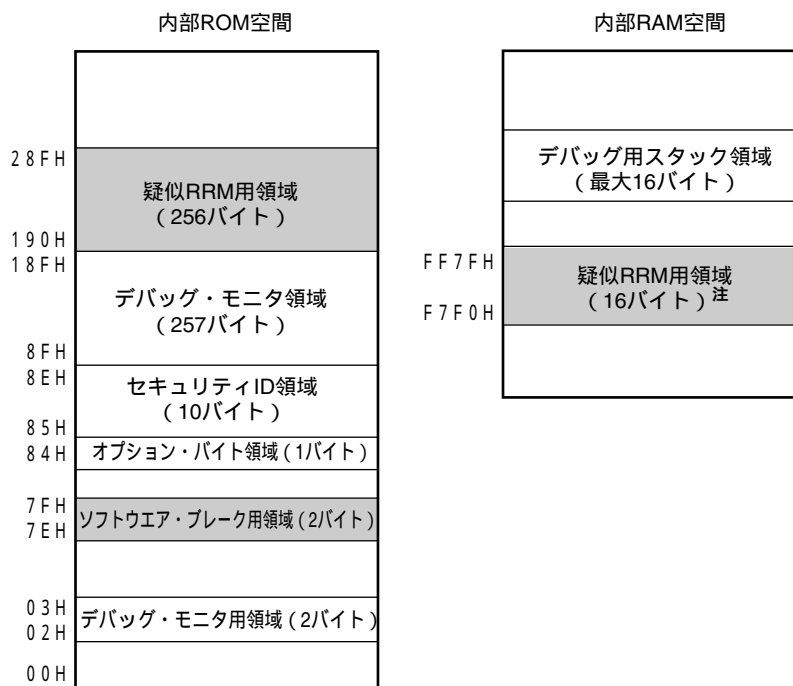 内部ROM空間
28FH
疑似RRM用領域
(256バイト)
190H
18FH
デバッグ・モニタ領域
(257バイト)
8FH
8EH
セキュリティID領域
(10バイト)
85H
84H
オプション・バイト領域(1バイト)
7FH
ソフトウエア・ブレーク用領域(2バイト)
7EH
03H
デバッグ・モニタ用領域(2バイト)
02H
00H
内部RAM空間
デバッグ用スタック領域
(最大16バイト)
FF7FH
疑似RRM用領域
(16バイト)注
F7F0H